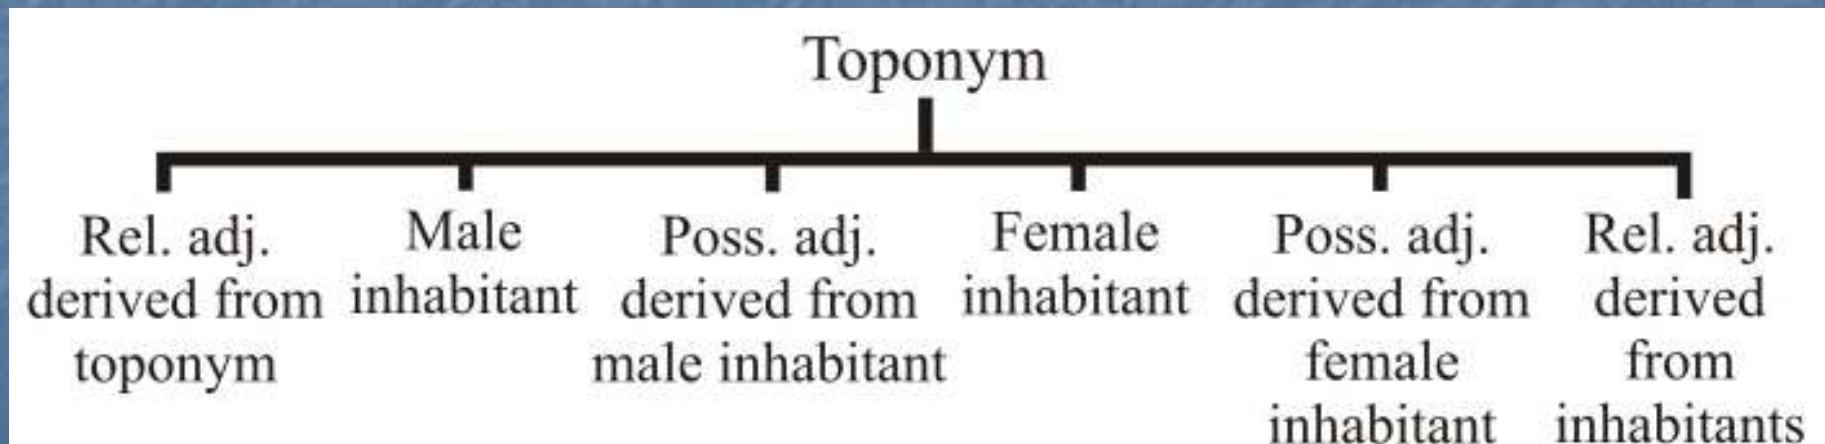 Toponym
Rel. adj.
derived from
toponym
Male
inhabitant
Poss. adj.
derived from
male inhabitant
Female
inhabitant
Poss. adj.
derived from
female
inhabitant
Rel. adj.
derived
from
inhabitants